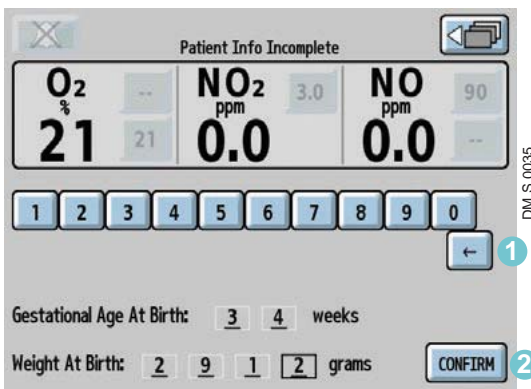 Patient Info Incomplete
O2 % 21 -- 21
NO2 ppm 0.0 3.0
NO ppm 0.0 90 --
DM S 0035
1 2 3 4 5 6 7 8 9 0
← 1
Gestational Age At Birth: 3 4 weeks
Weight At Birth: 2 9 1 2 grams CONFIRM 2